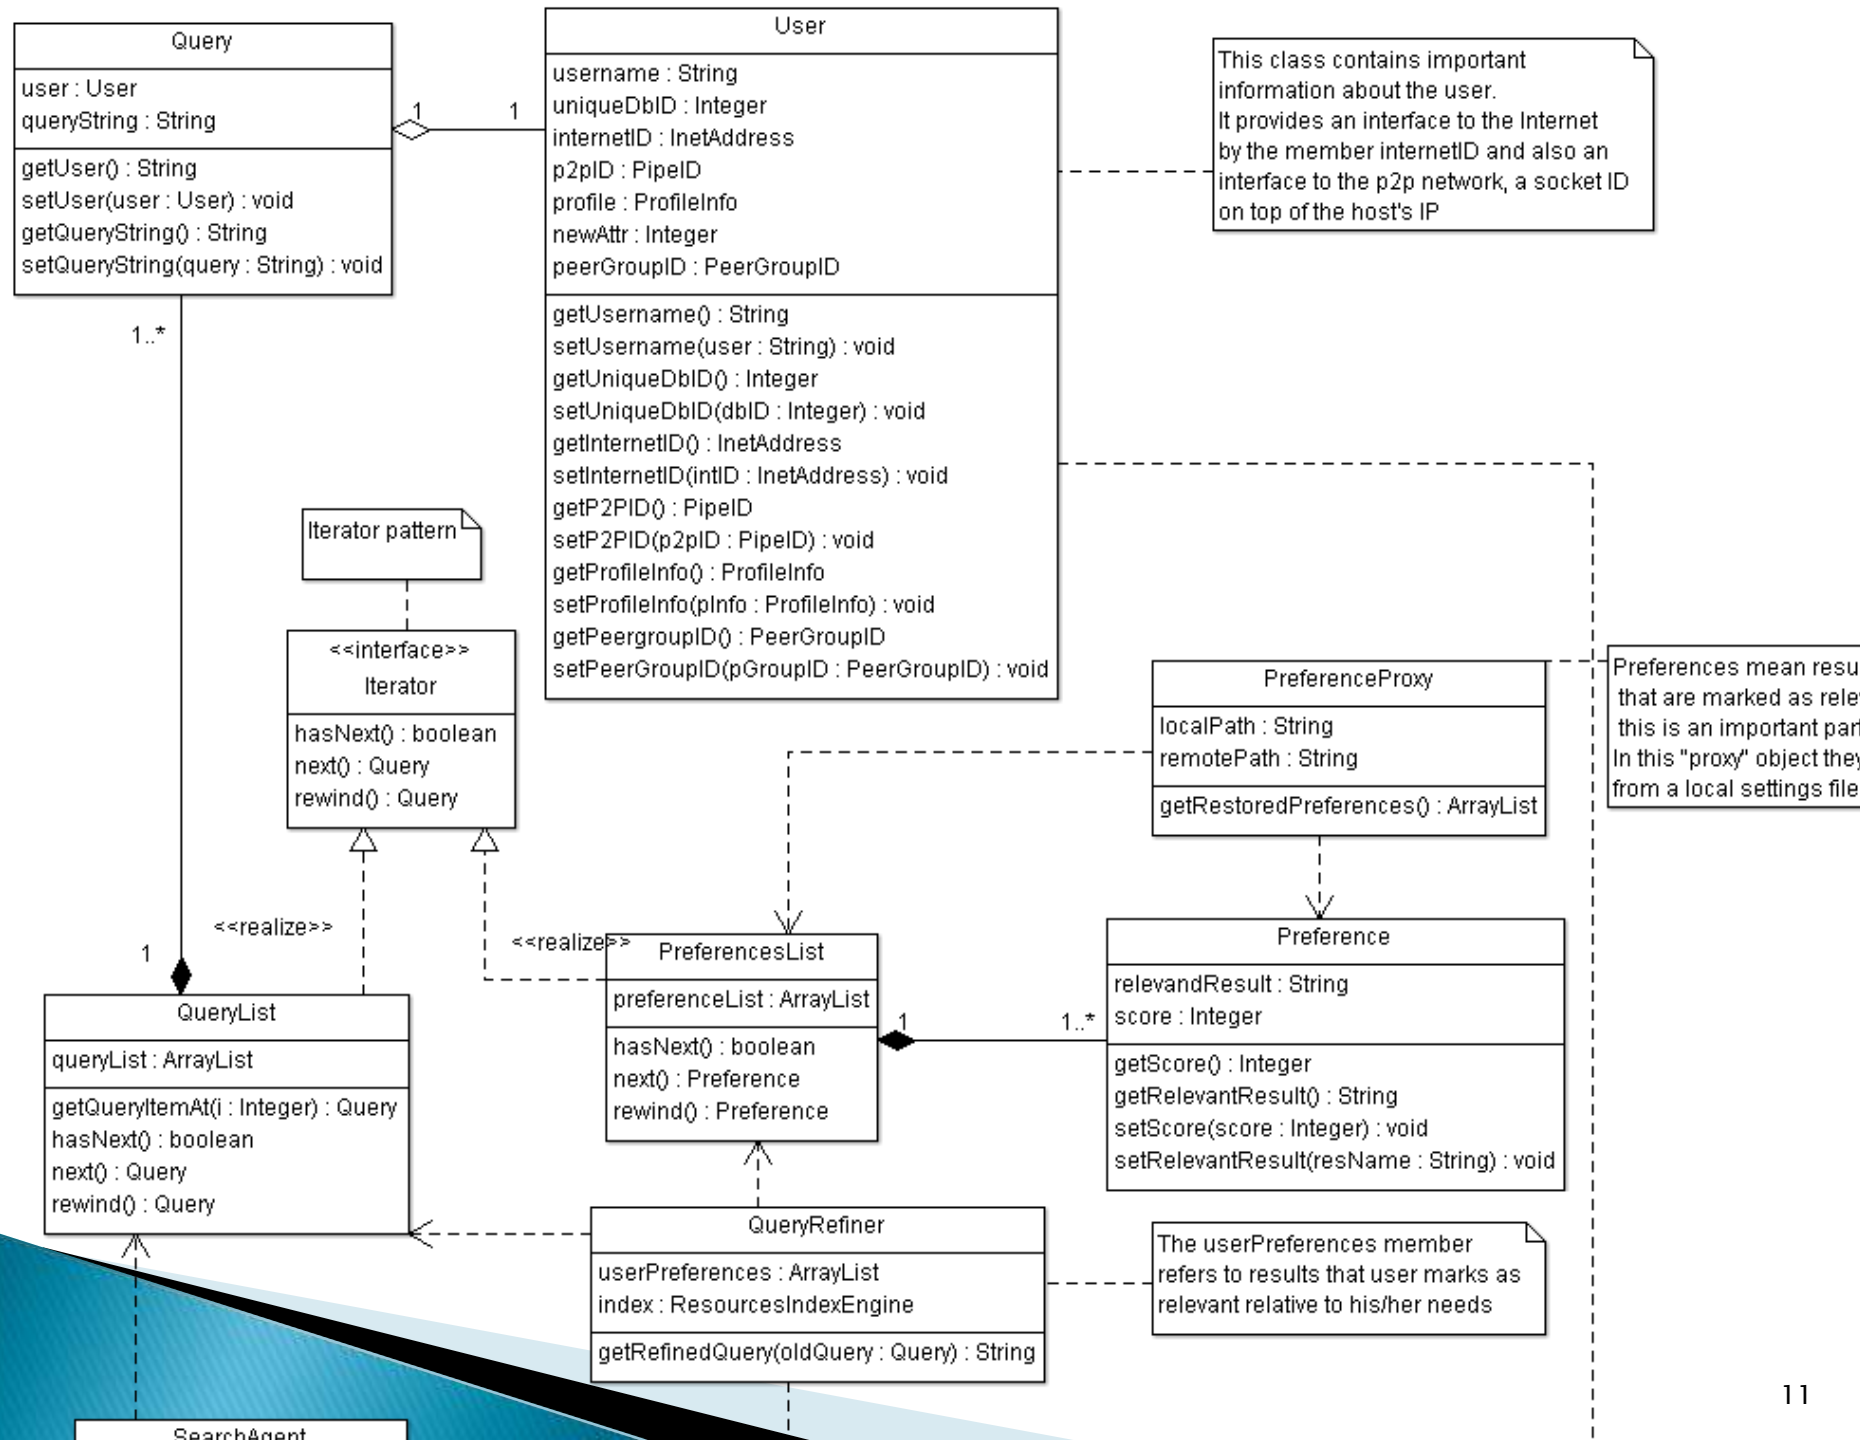 Query
user : User
queryString : String
getUser() : String
setUser(user : User) : void
getQueryString() : String
setQueryString(query : String) : void
1
1
User
username : String
uniqueDbID : Integer
internetID : InetAddress
p2pID : PipeID
profile : ProfileInfo
newAttr : Integer
peerGroupID : PeerGroupID
getUsername() : String
setUsername(user : String) : void
getUniqueDbID() : Integer
setUniqueDbID(dbID : Integer) : void
getInternetID() : InetAddress
setInternetID(intID : InetAddress) : void
getP2PID() : PipeID
setP2PID(p2pID : PipeID) : void
getProfileInfo() : ProfileInfo
setProfileInfo(pInfo : ProfileInfo) : void
getPeergroupID() : PeerGroupID
setPeerGroupID(pGroupID : PeerGroupID) : void
This class contains important
information about the user.
It provides an interface to the Internet
by the member internetID and also an
interface to the p2p network, a socket ID
on top of the host's IP
1..*
Iterator pattern
<<interface>>
Iterator
hasNext() : boolean
next() : Query
rewind() : Query
PreferenceProxy
localPath : String
remotePath : String
getRestoredPreferences() : ArrayList
Preferences mean resu
that are marked as rele
this is an important par
In this "proxy" object they
from a local settings file
<<realize>>
<<realize>>
1
QueryList
queryList : ArrayList
getQueryItemAt(i : Integer) : Query
hasNext() : boolean
next() : Query
rewind() : Query
PreferencesList
preferenceList : ArrayList
hasNext() : boolean
next() : Preference
rewind() : Preference
1
1..*
Preference
relevandResult : String
score : Integer
getScore() : Integer
getRelevantResult() : String
setScore(score : Integer) : void
setRelevantResult(resName : String) : void
QueryRefiner
userPreferences : ArrayList
index : ResourcesIndexEngine
getRefinedQuery(oldQuery : Query) : String
The userPreferences member
refers to results that user marks as
relevant relative to his/her needs
SearchAgent
11